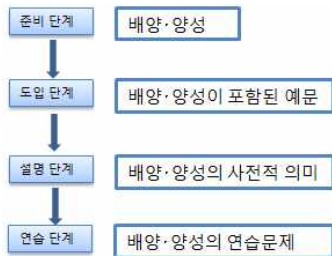 준비 단계 배양·양성
도입 단계 배양·양성이 포함된 예문
설명 단계 배양·양성의 사전적 의미
연습 단계 배양·양성의 연습문제